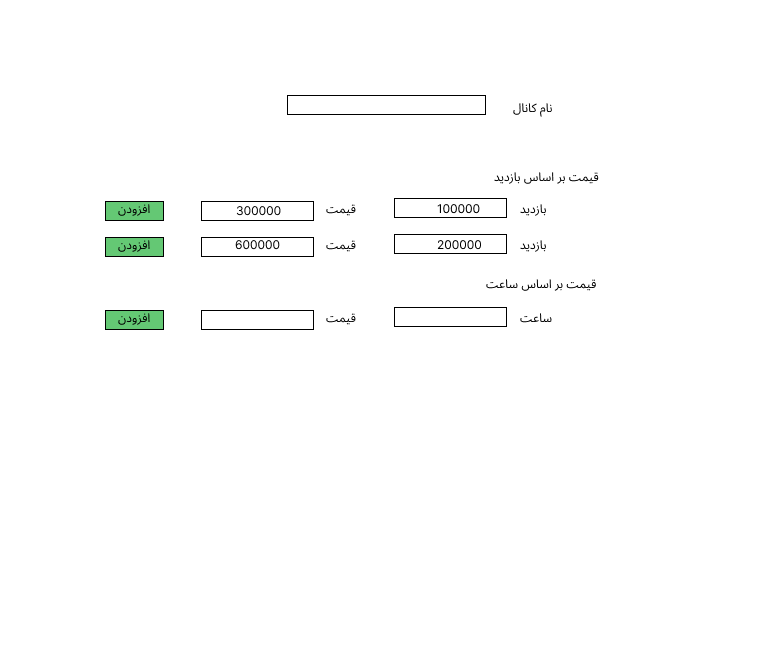 نام کانال
قیمت بر اساس بازدید
بازدید 100000 قیمت 300000 افزودن
بازدید 200000 قیمت 600000 افزودن
قیمت بر اساس ساعت
ساعت قیمت افزودن